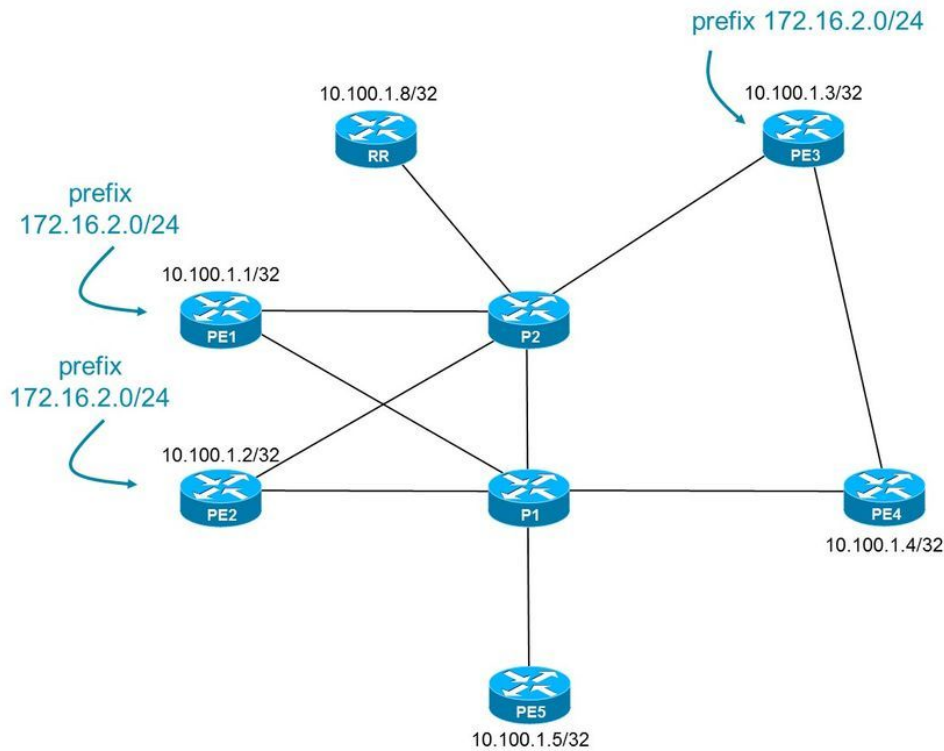 prefix 172.16.2.0/24
10.100.1.8/32
10.100.1.3/32
RR
PE3
prefix
172.16.2.0/24
10.100.1.1/32
PE1
P2
prefix
172.16.2.0/24
10.100.1.2/32
PE2
P1
PE4
10.100.1.4/32
PE5
10.100.1.5/32